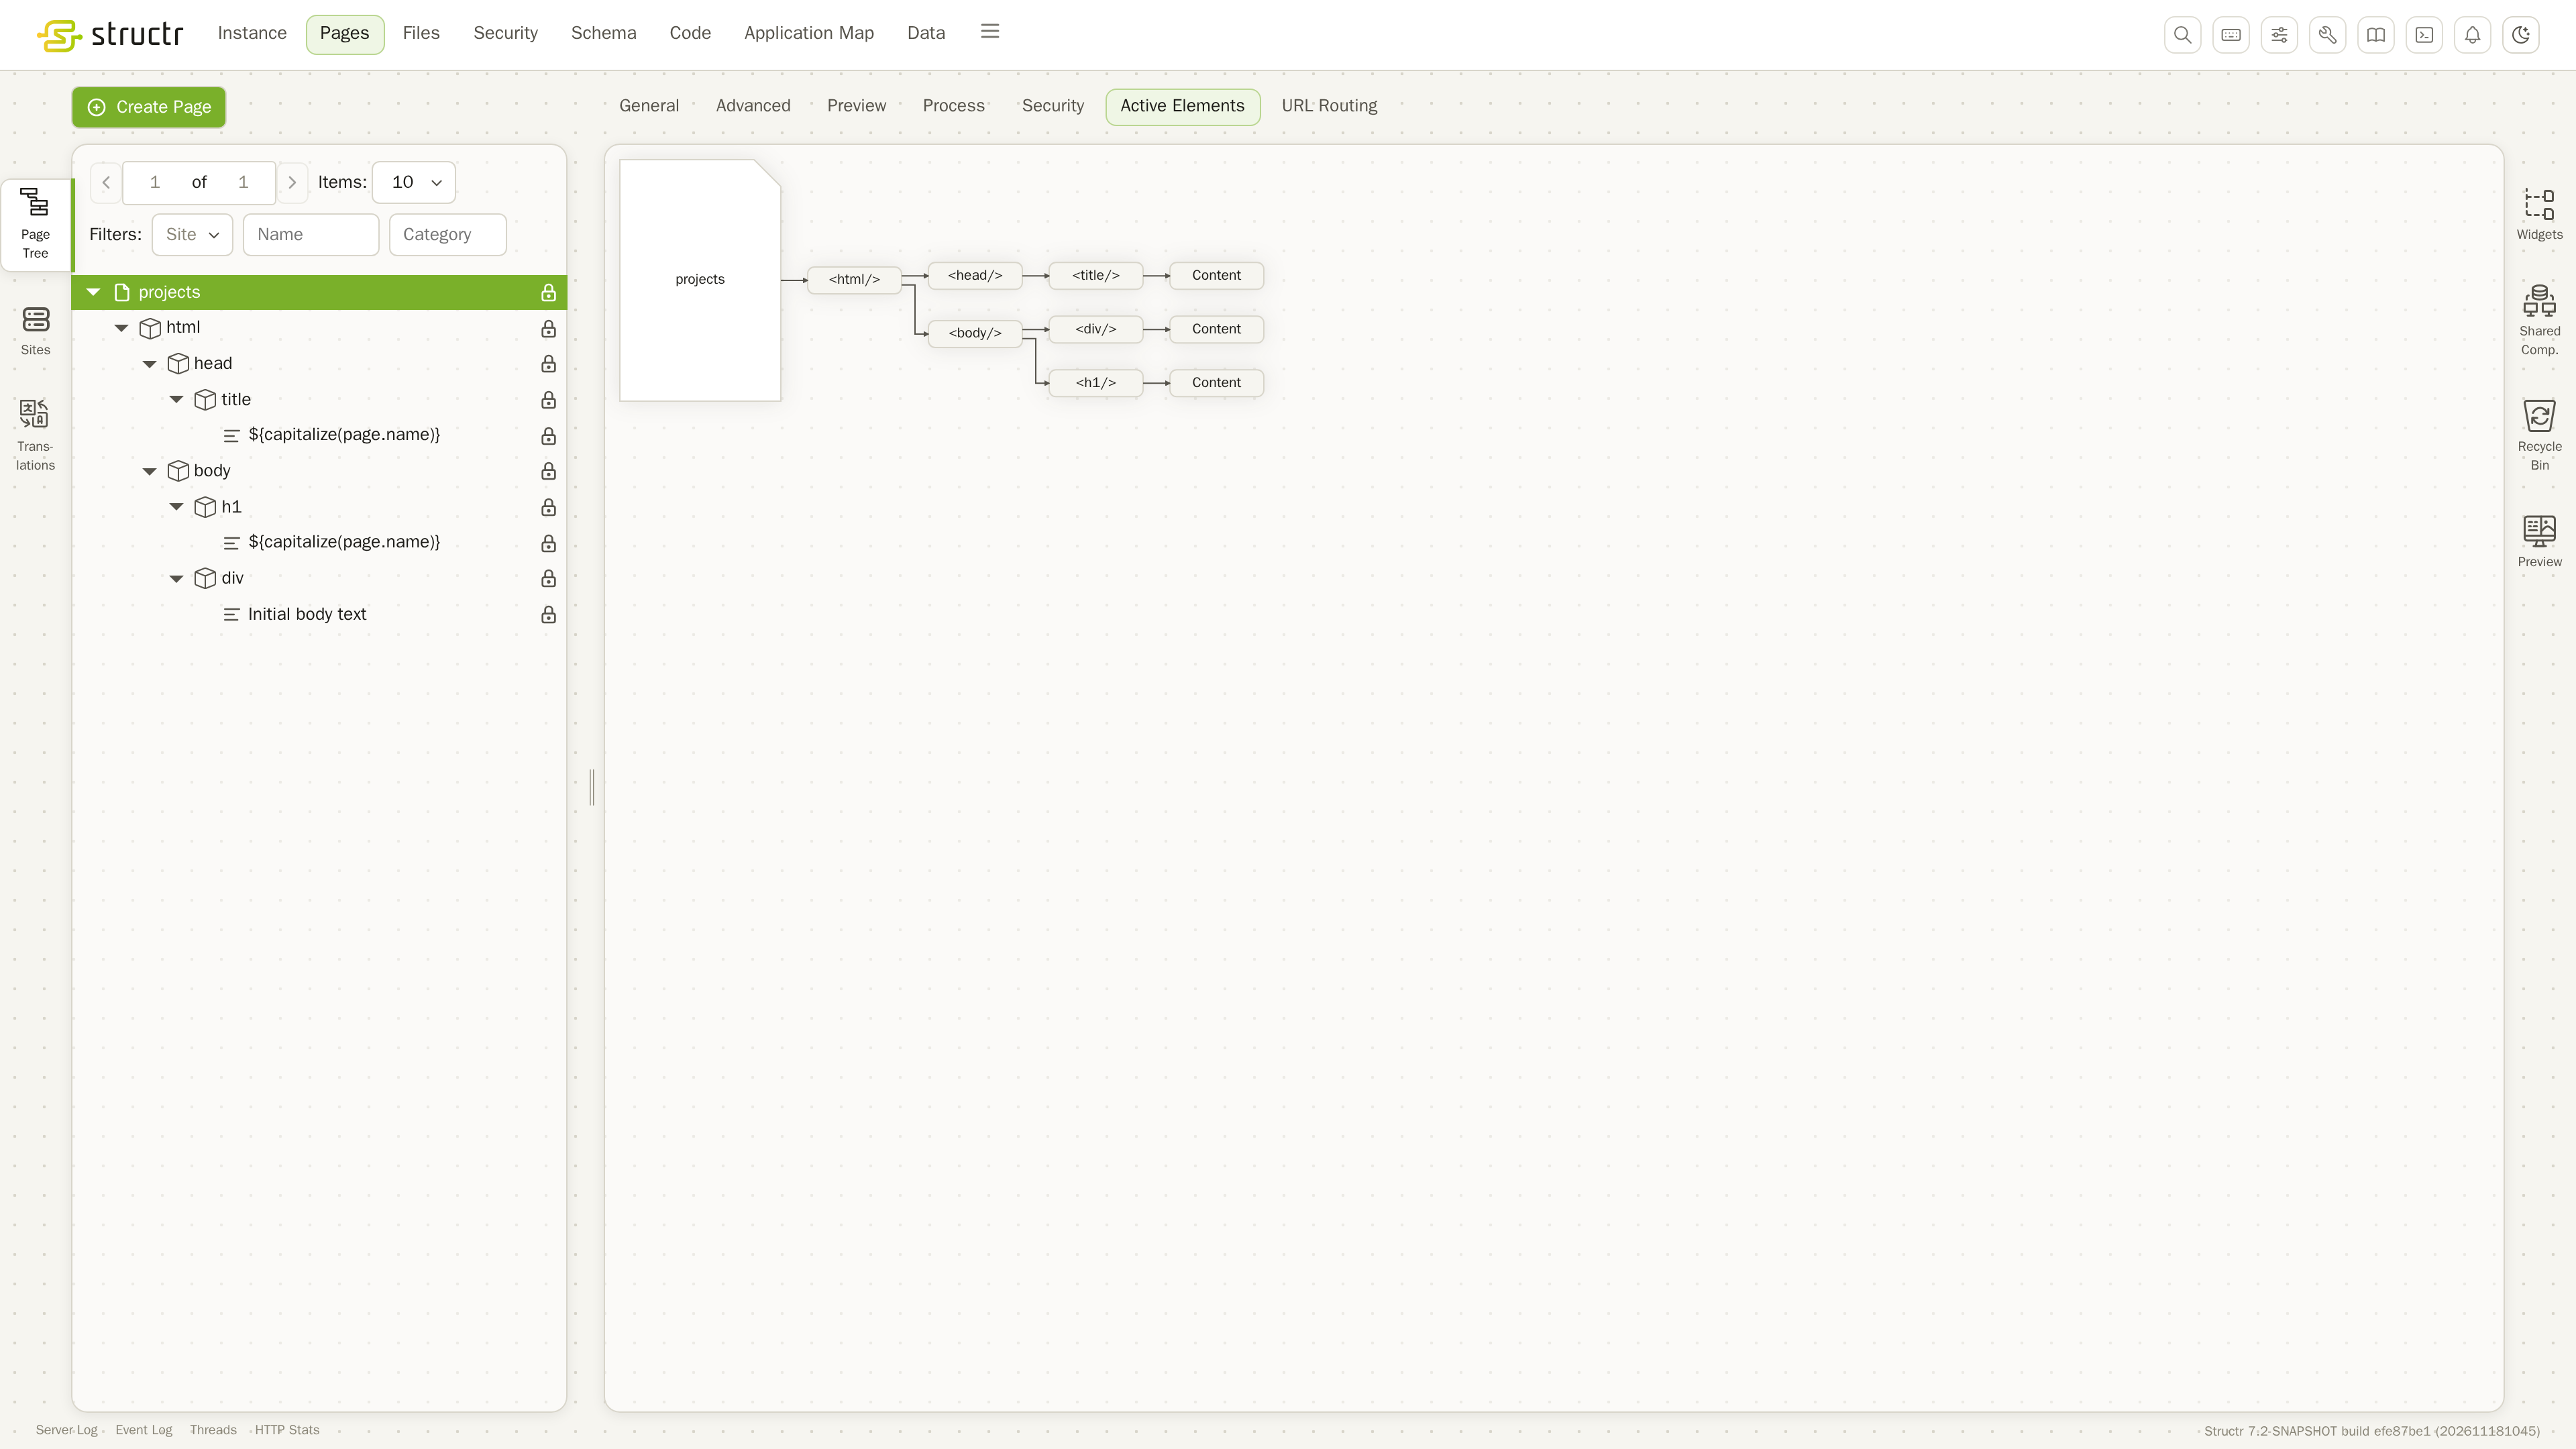 structr Instance Pages Files Security Schema Code Application Map Data
Create Page
General Advanced Preview Process Security Active Elements URL Routing
1 of 1 Items: 10
Filters: Site Name Category
Page
Tree
Sites
Trans-
lations
projects
html
head
title
${capitalize(page.name)}
body
h1
${capitalize(page.name)}
div
Initial body text
projects
<html/>
<head/> <title/> Content
<body/> <div/> Content
<h1/> Content
Widgets
Shared
Comp.
Recycle
Bin
Preview
Server Log Event Log Threads HTTP Stats
Structr 7.2-SNAPSHOT build efe87be1 (202611181045)